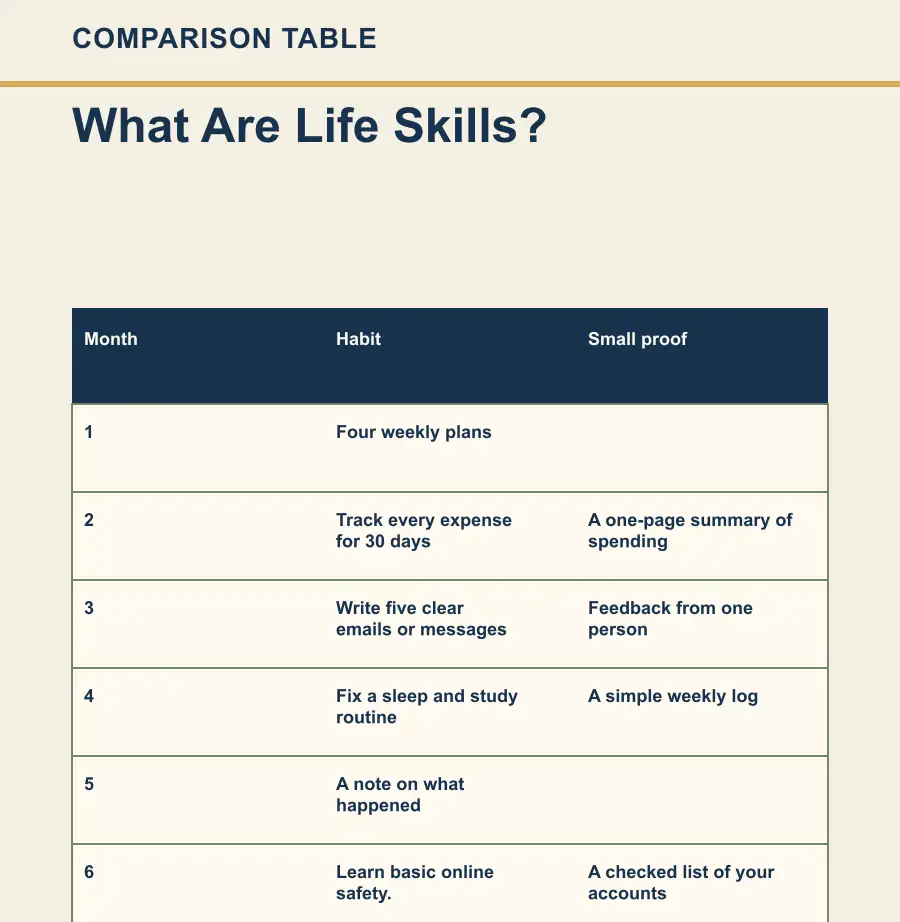 COMPARISON TABLE
What Are Life Skills?
Month Habit Small proof
1 Four weekly plans
2 Track every expense A one-page summary of
for 30 days spending
3 Write five clear Feedback from one
emails or messages person
4 Fix a sleep and study A simple weekly log
routine
5 A note on what
happened
6 Learn basic online A checked list of your
safety. accounts